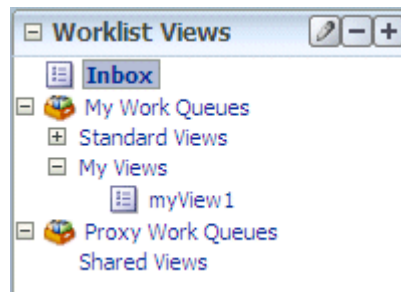 Worklist Views
Inbox
My Work Queues
Standard Views
My Views
myView1
Proxy Work Queues
Shared Views